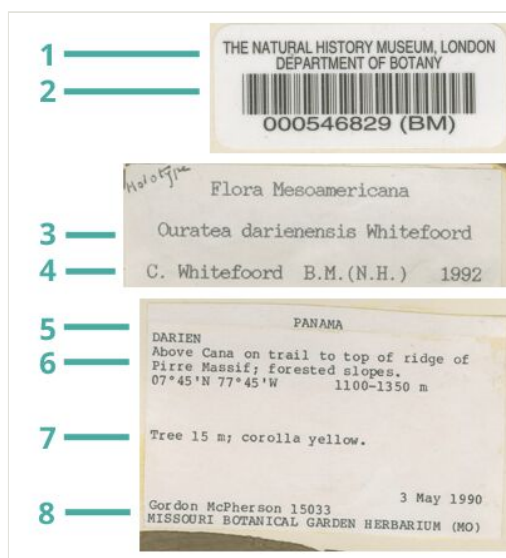 1
THE NATURAL HISTORY MUSEUM, LONDON
DEPARTMENT OF BOTANY
2
000546829 (BM)
Holotype
Flora Mesoamericana
3
Ouratea darienensis Whitefoord
4
C. Whitefoord B.M.(N.H.) 1992
5
PANAMA
DARIEN
6
Above Cana on trail to top of ridge of
Pirre Massif; forested slopes.
07°45'N 77°45'W 1100-1350 m
7
Tree 15 m; corolla yellow.
3 May 1990
8
Gordon McPherson 15033
MISSOURI BOTANICAL GARDEN HERBARIUM (MO)